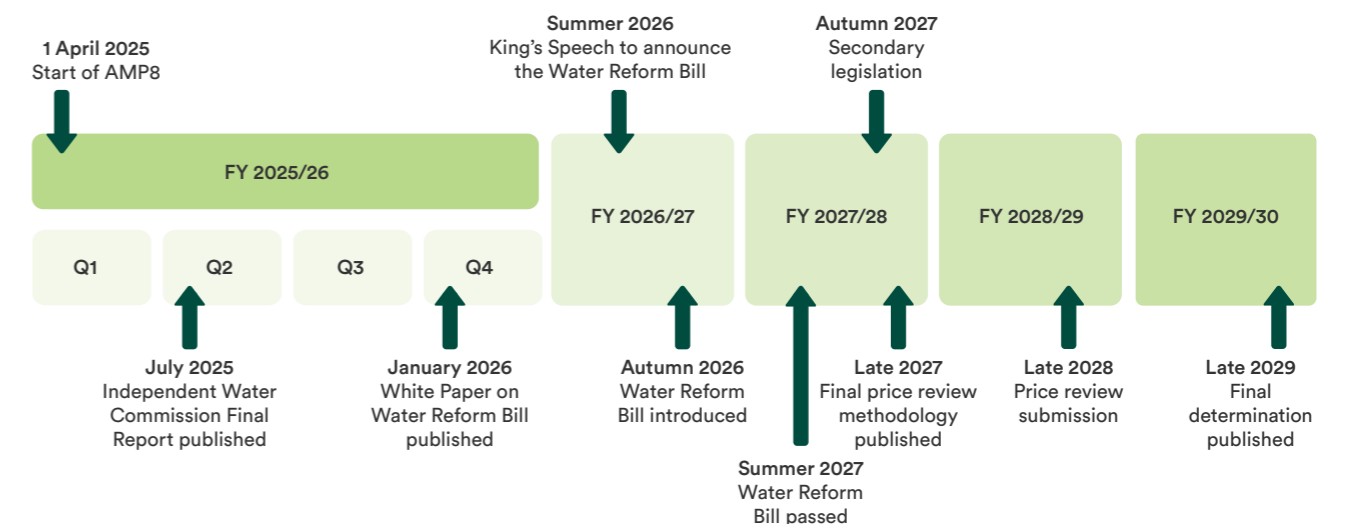 1 April 2025
Start of AMP8
Summer 2026
King's Speech to announce
the Water Reform Bill
Autumn 2027
Secondary
legislation
FY 2025/26
FY 2026/27
FY 2027/28
FY 2028/29
FY 2029/30
Q1
Q2
Q3
Q4
July 2025
Independent Water
Commission Final
Report published
January 2026
White Paper on
Water Reform Bill
published
Autumn 2026
Water Reform
Bill introduced
Summer 2027
Water Reform
Bill passed
Late 2027
Final price review
methodology
published
Late 2028
Price review
submission
Late 2029
Final
determination
published